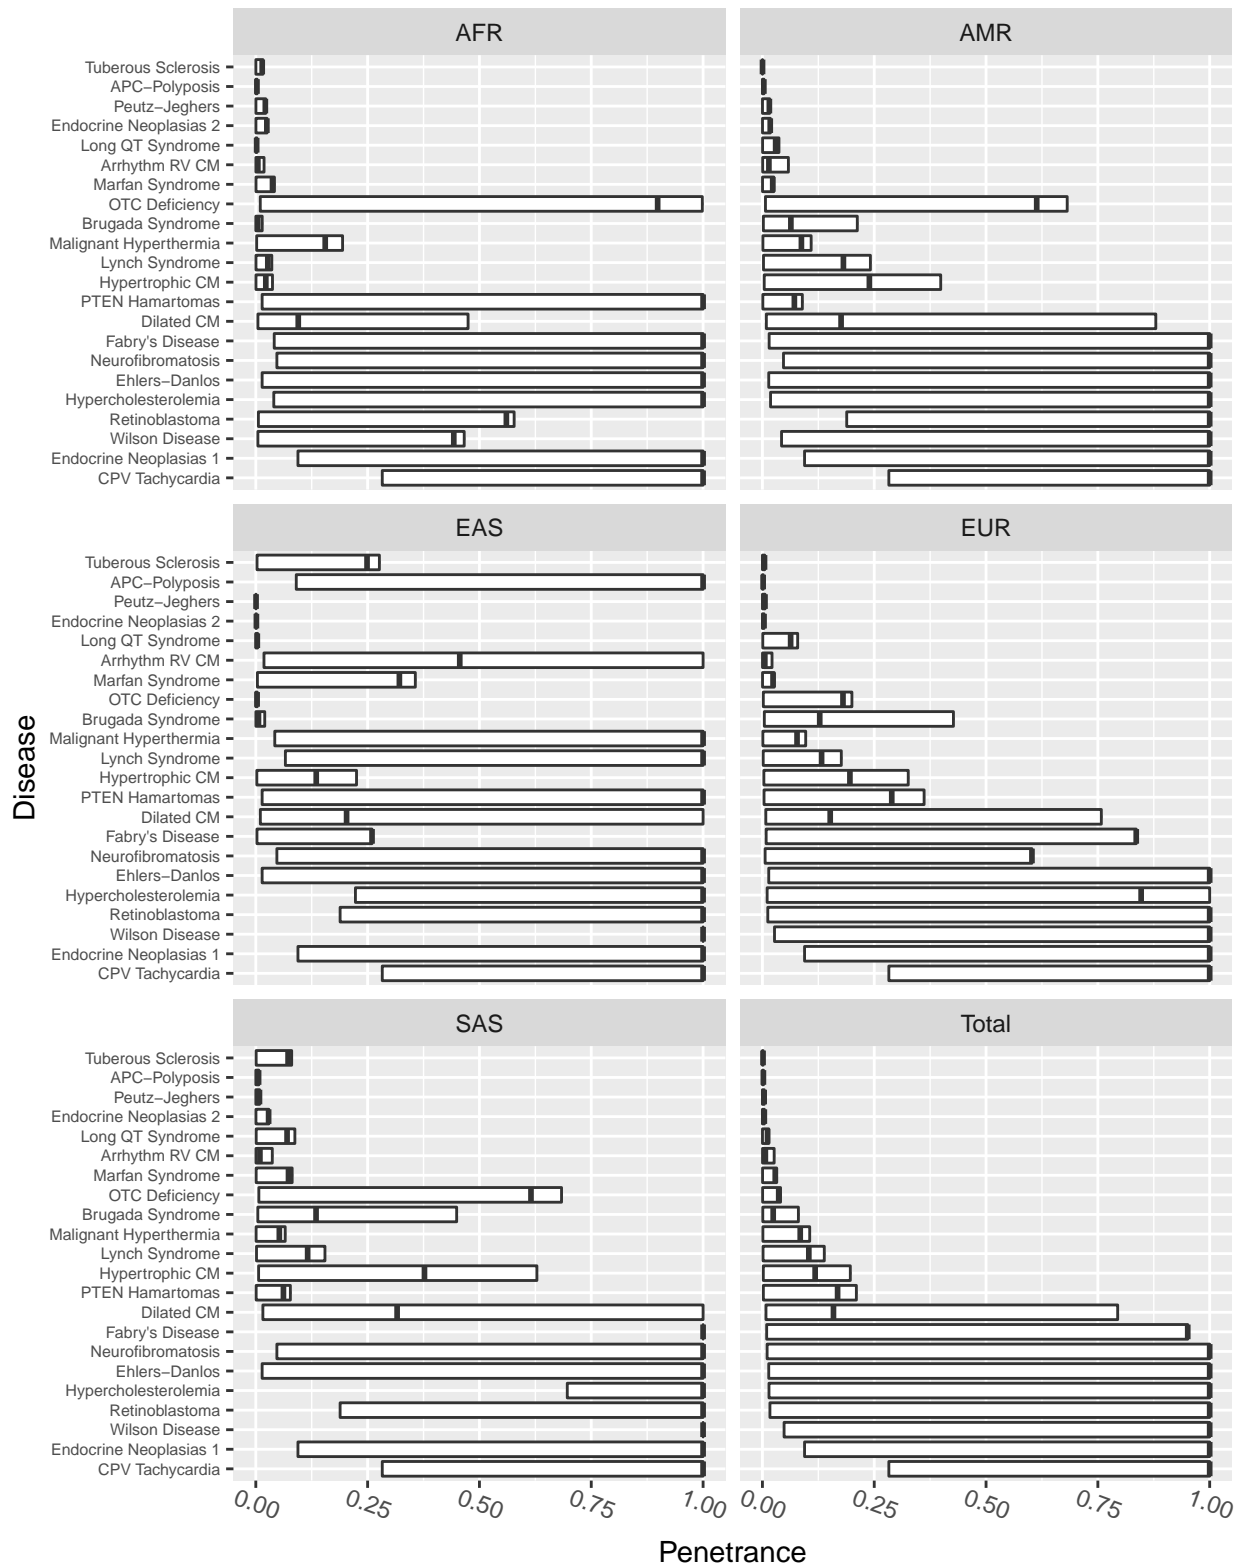 AFR
AMR
Tuberous Sclerosis
APC−Polyposis
Peutz−Jeghers
Endocrine Neoplasias 2
Long QT Syndrome
Arrhythm RV CM
Marfan Syndrome
OTC Deficiency
Brugada Syndrome
Malignant Hyperthermia
Lynch Syndrome
Hypertrophic CM
PTEN Hamartomas
Dilated CM
Fabry's Disease
Neurofibromatosis
Ehlers−Danlos
Hypercholesterolemia
Retinoblastoma
Wilson Disease
Endocrine Neoplasias 1
CPV Tachycardia
EAS
EUR
Tuberous Sclerosis
APC−Polyposis
Peutz−Jeghers
Endocrine Neoplasias 2
Long QT Syndrome
Arrhythm RV CM
Marfan Syndrome
OTC Deficiency
Brugada Syndrome
Malignant Hyperthermia
Lynch Syndrome
Hypertrophic CM
PTEN Hamartomas
Dilated CM
Fabry's Disease
Neurofibromatosis
Ehlers−Danlos
Hypercholesterolemia
Retinoblastoma
Wilson Disease
Endocrine Neoplasias 1
CPV Tachycardia
Disease
SAS
Total
Tuberous Sclerosis
APC−Polyposis
Peutz−Jeghers
Endocrine Neoplasias 2
Long QT Syndrome
Arrhythm RV CM
Marfan Syndrome
OTC Deficiency
Brugada Syndrome
Malignant Hyperthermia
Lynch Syndrome
Hypertrophic CM
PTEN Hamartomas
Dilated CM
Fabry's Disease
Neurofibromatosis
Ehlers−Danlos
Hypercholesterolemia
Retinoblastoma
Wilson Disease
Endocrine Neoplasias 1
CPV Tachycardia
0.00 0.25 0.50 0.75 1.00
0.00 0.25 0.50 0.75 1.00
Penetrance